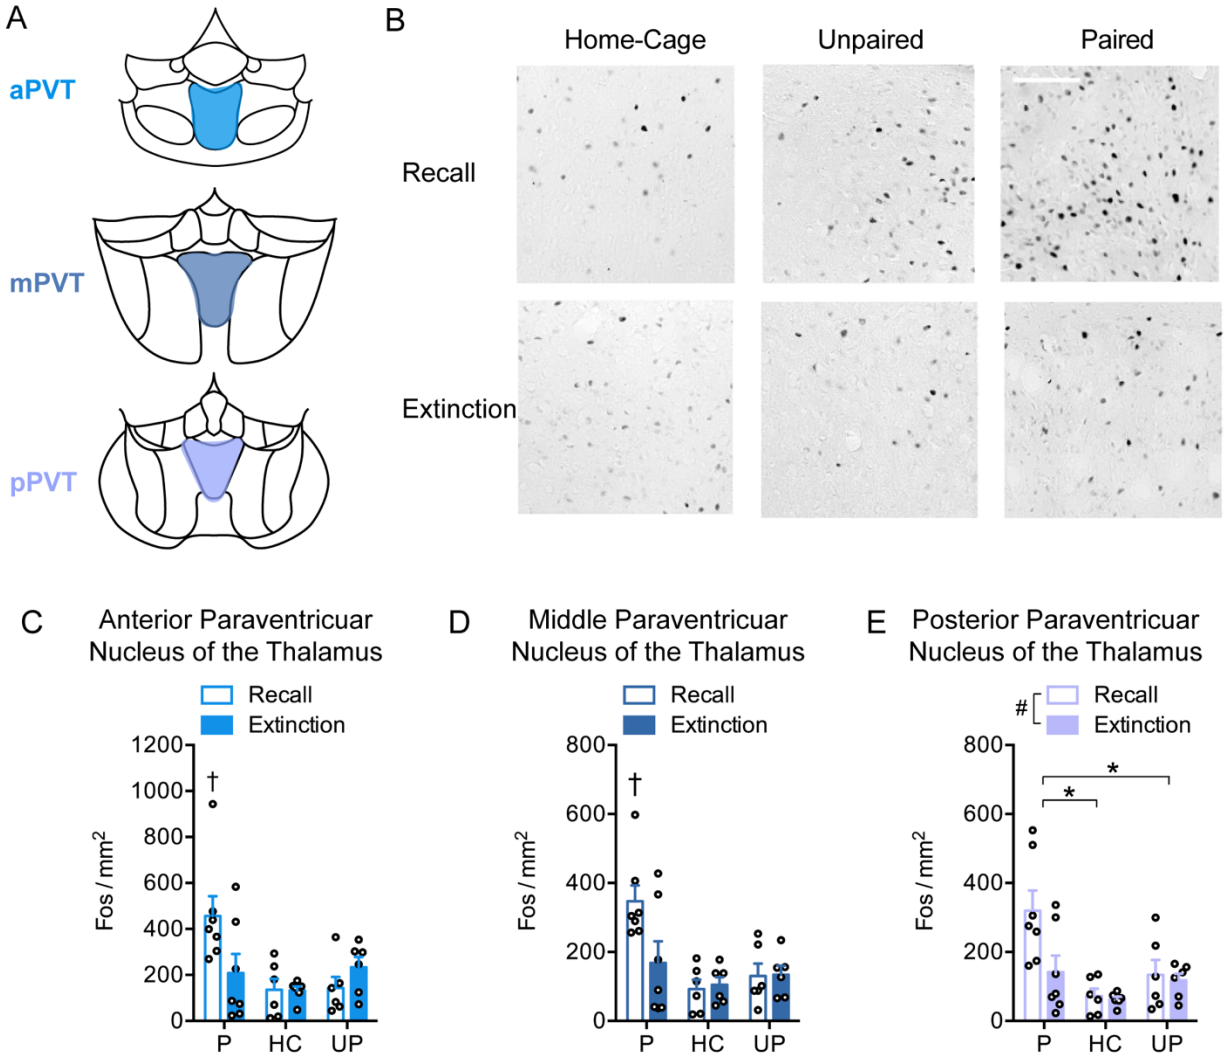 A
aPVT
mPVT
pPVT
B
Home-Cage
Unpaired
Paired
Recall
Extinction
C
Anterior Paraventricuar
Nucleus of the Thalamus
Recall
Extinction
1200
1000
800
600
400
200
0
Fos / mm²
†
P
HC
UP
D
Middle Paraventricuar
Nucleus of the Thalamus
Recall
Extinction
800
600
400
200
0
Fos / mm²
†
P
HC
UP
E
Posterior Paraventricuar
Nucleus of the Thalamus
#
Recall
Extinction
800
600
400
200
0
Fos / mm²
*
*
P
HC
UP